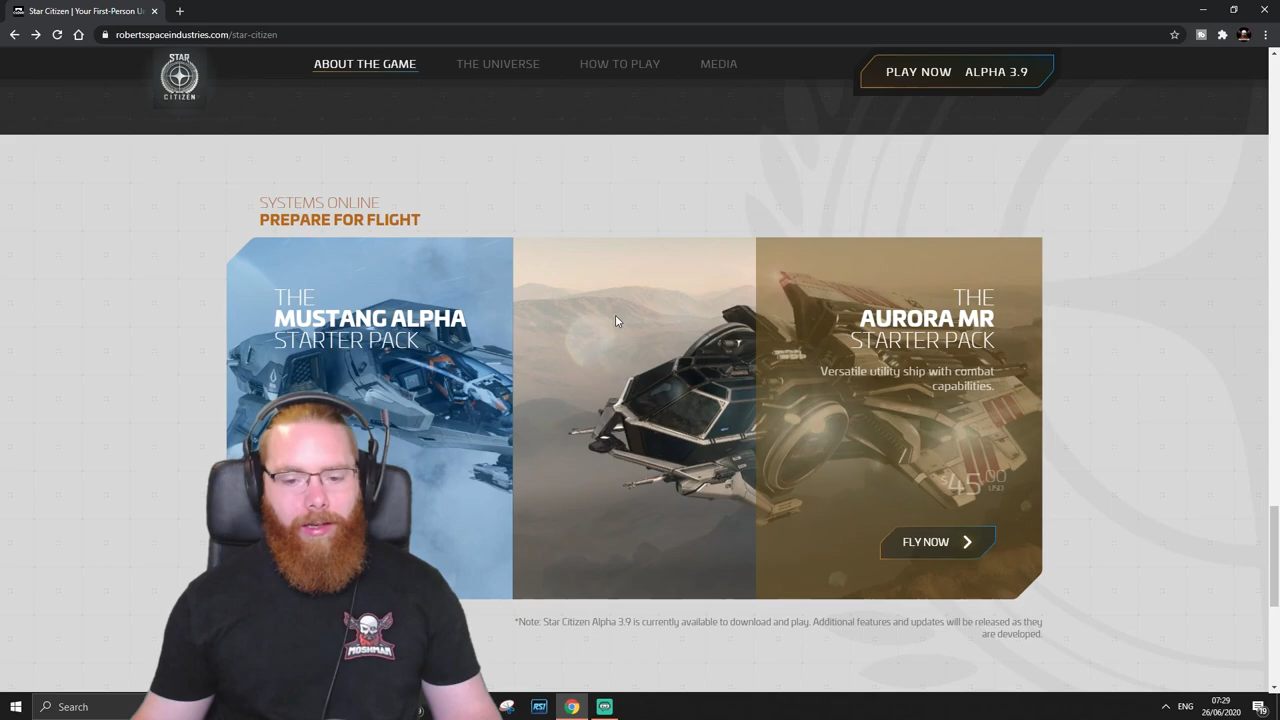 Star Citizen | Your First-Person Un
robertsspaceindustries.com/star-citizen
STAR
CITIZEN
ABOUT THE GAME
THE UNIVERSE
HOW TO PLAY
MEDIA
PLAY NOW ALPHA 3.9
SYSTEMS ONLINE
PREPARE FOR FLIGHT
THE
MUSTANG ALPHA
STARTER PACK
THE
AURORA MR
STARTER PACK
Versatile utility ship with combat
capabilities.
$45.00
USD
FLY NOW
MOSHMAR
*Note: Star Citizen Alpha 3.9 is currently available to download and play. Additional features and updates will be released as they
are developed.
Search
RSI
ENG
07:29
26/06/2020
19